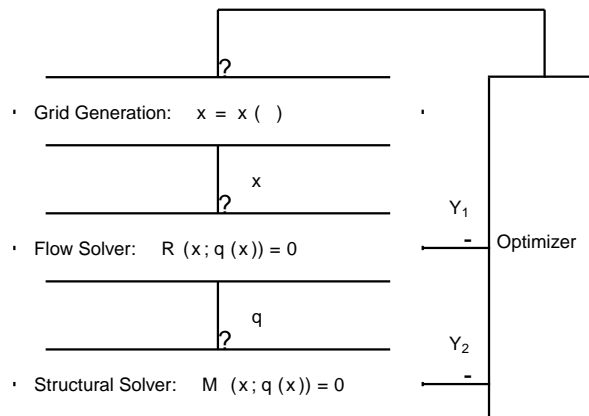 ?
Grid Generation: x = x ( )
x
?
Y1
Flow Solver: R (x; q (x)) = 0
-
Optimizer
q
?
Y2
Structural Solver: M (x; q (x)) = 0
-